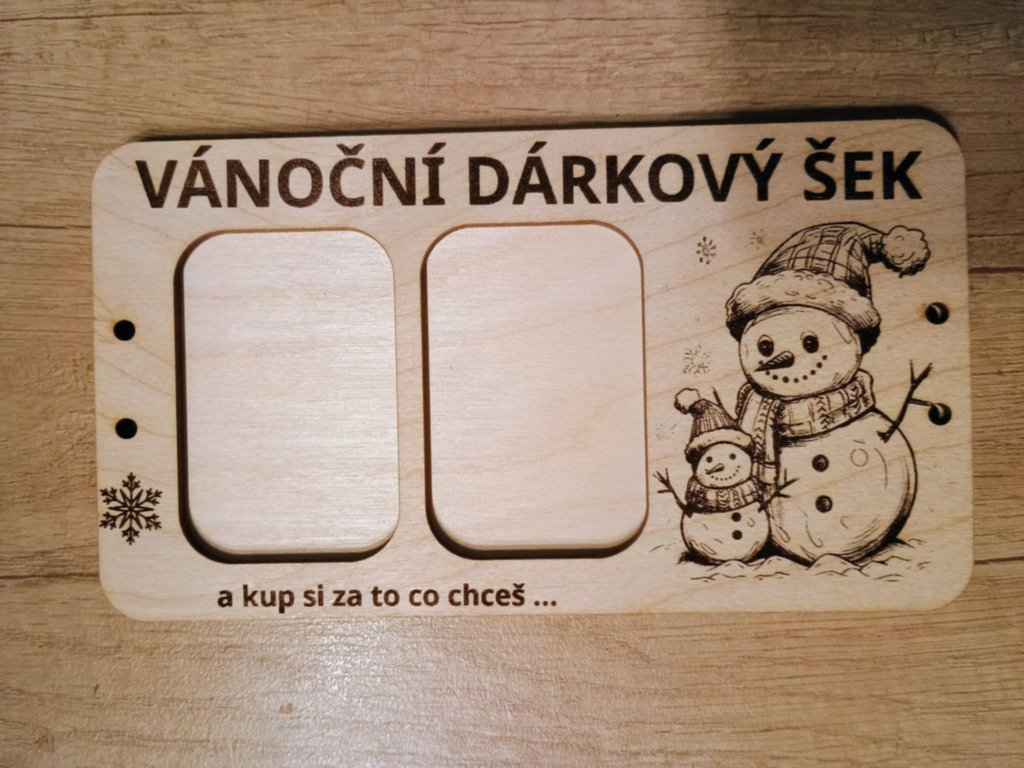 VÁNOČNÍ DÁRKOVÝ ŠEK
a kup si za to co chceš ...